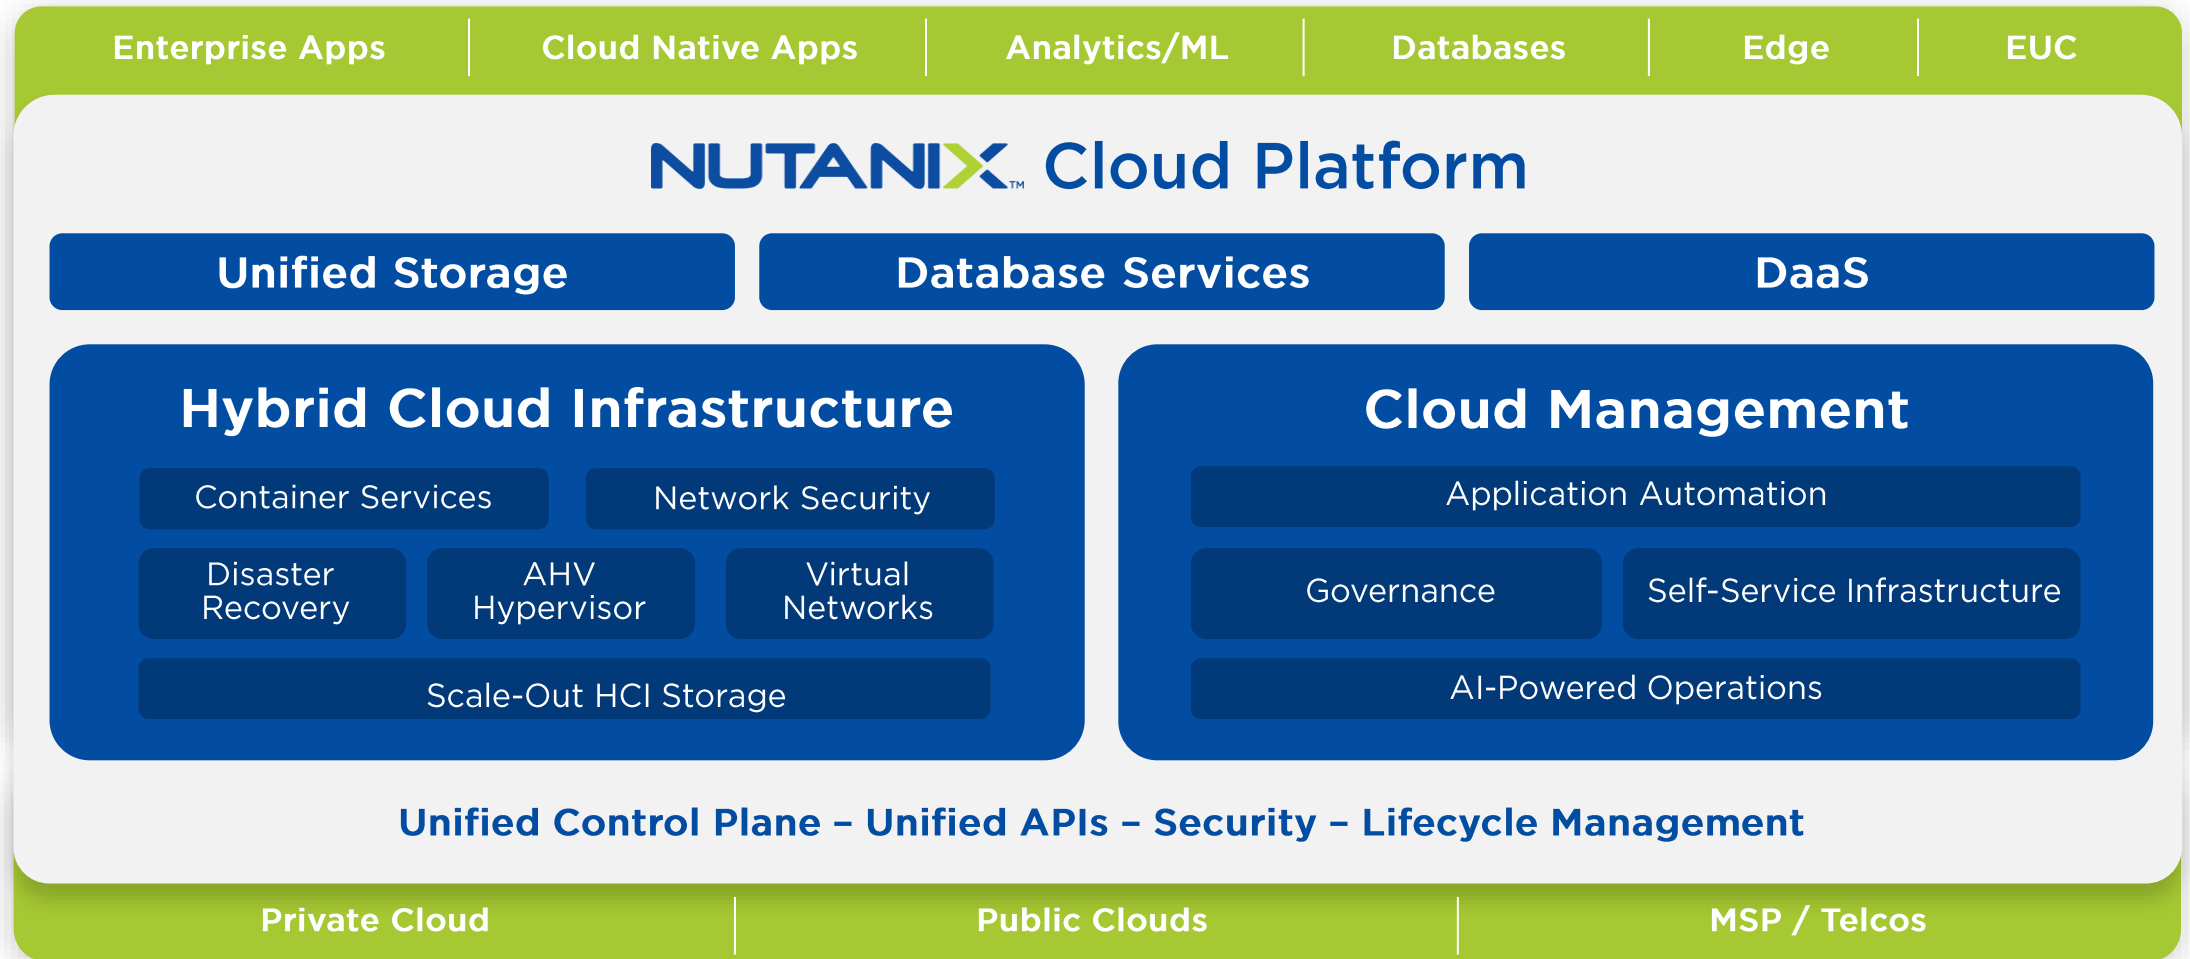 Enterprise Apps
Cloud Native Apps
Analytics/ML
Databases
Edge
EUC
NUTANIX™ Cloud Platform
Unified Storage
Database Services
DaaS
Hybrid Cloud Infrastructure
Container Services
Network Security
Disaster
Recovery
AHV
Hypervisor
Virtual
Networks
Scale-Out HCI Storage
Cloud Management
Application Automation
Governance
Self-Service Infrastructure
AI-Powered Operations
Unified Control Plane – Unified APIs – Security – Lifecycle Management
Private Cloud
Public Clouds
MSP / Telcos